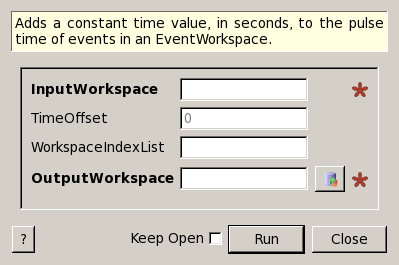 Adds a constant time value, in seconds, to the pulse
time of events in an EventWorkspace.
InputWorkspace
TimeOffset 0
WorkspaceIndexList
OutputWorkspace
? Keep Open Run Close